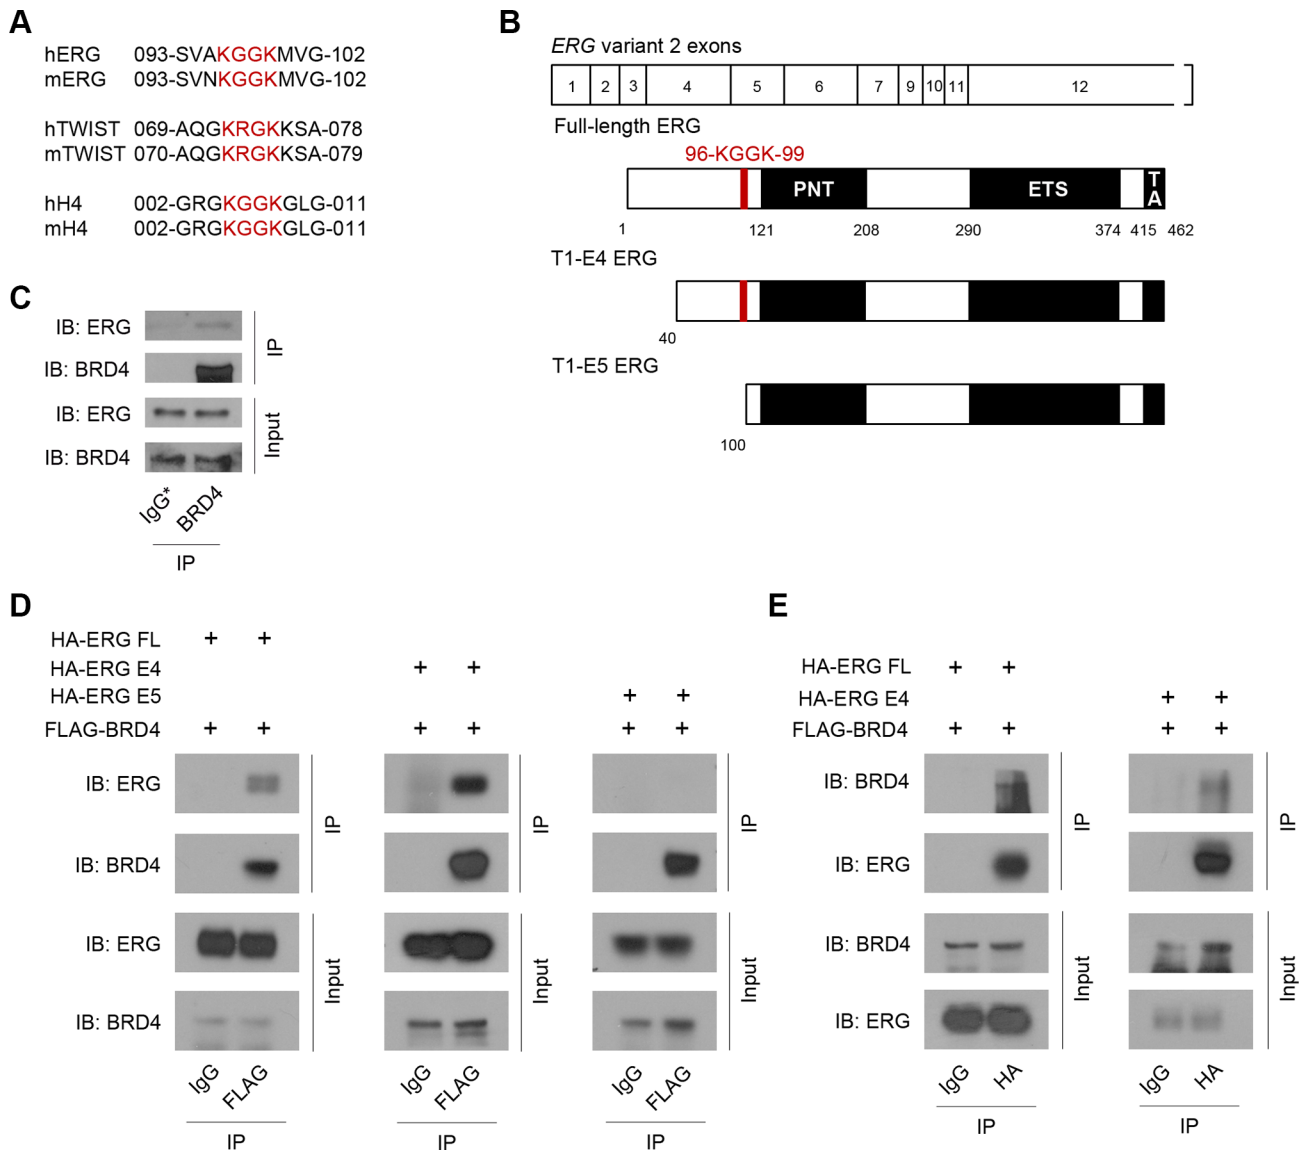 A
hERG 093-SVAKGGKMVG-102
mERG 093-SVNKGGKMVG-102
hTWIST 069-AQGKRGKKSA-078
mTWIST 070-AQGKRGKKSA-079
hH4 002-GRGKGGKGLG-011
mH4 002-GRGKGGKGLG-011
B
ERG variant 2 exons
1 2 3 4 5 6 7 9 10 11 12
Full-length ERG
96-KGGK-99
PNT ETS TA
1 121 208 290 374 415 462
T1-E4 ERG
40
T1-E5 ERG
100
C
IB: ERG
IB: BRD4
IP
IB: ERG
IB: BRD4
Input
IgG* BRD4
IP
D
HA-ERG FL + +
HA-ERG E4 + +
HA-ERG E5 + +
FLAG-BRD4 + + + + + +
IB: ERG
IB: BRD4
IP IP IP
IB: ERG
IB: BRD4
Input Input Input
IgG FLAG IgG FLAG IgG FLAG
IP IP IP
E
HA-ERG FL + +
HA-ERG E4 + +
FLAG-BRD4 + + + +
IB: BRD4
IB: ERG
IP IP
IB: BRD4
IB: ERG
Input Input
IgG HA IgG HA
IP IP